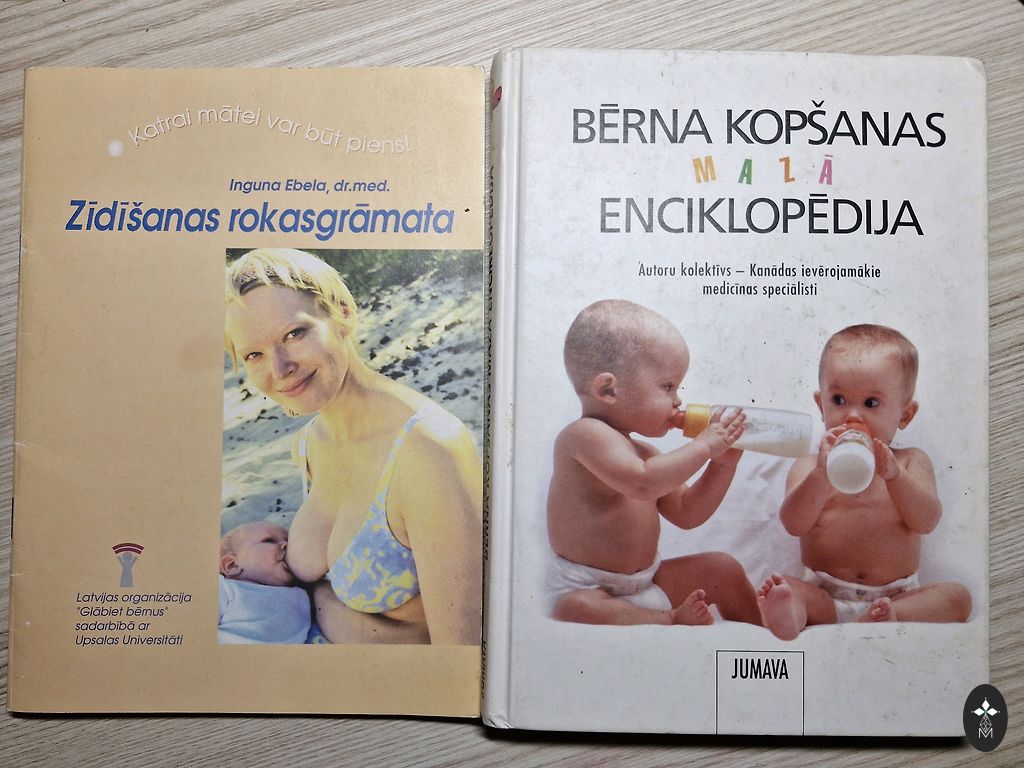 Katrai mātei var būt piens!
Inguna Ebela, dr.med.
Zīdīšanas rokasgrāmata
Latvijas organizācija
"Glābiet bērnus"
sadarbībā ar
Upsalas Universitāti
BĒRNA KOPŠANAS
MAZĀ
ENCIKLOPĒDIJA
Autoru kolektīvs – Kanādas ievērojamākie
medicīnas speciālisti
JUMAVA
M